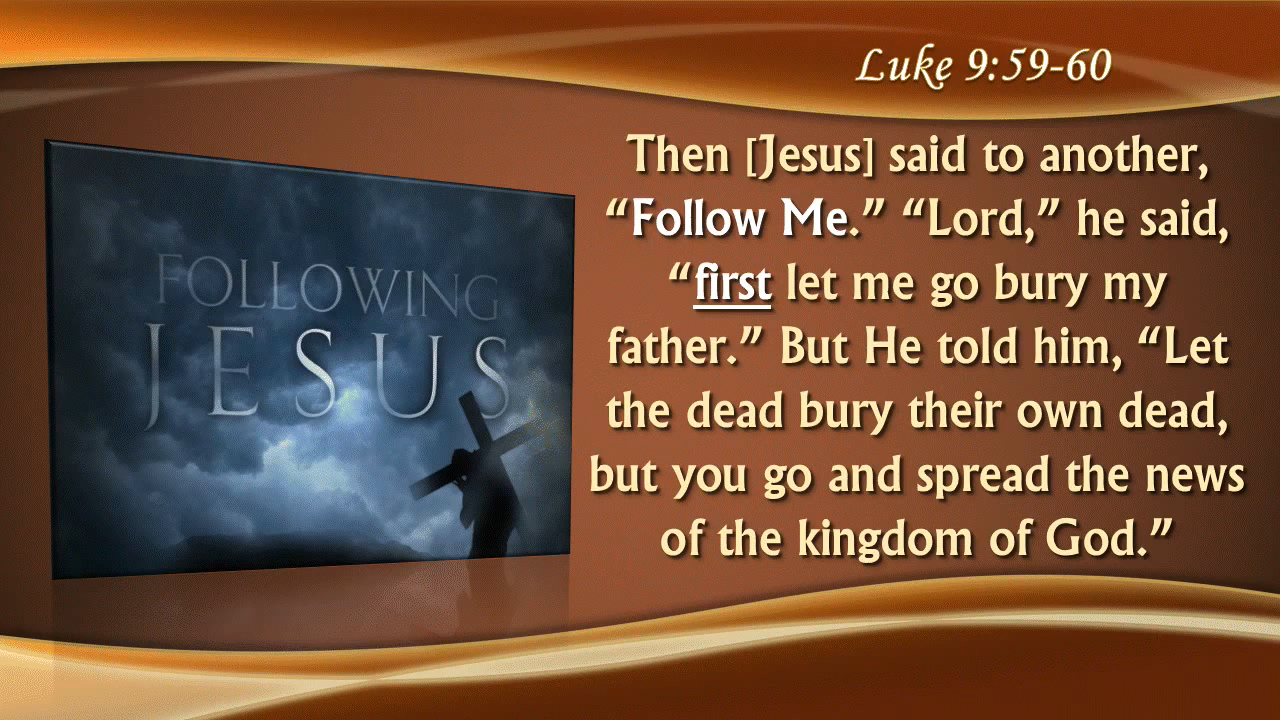 Luke 9:59-60
FOLLOWING
JESUS
Then [Jesus] said to another,
“Follow Me.” “Lord,” he said,
“first let me go bury my
father.” But He told him, “Let
the dead bury their own dead,
but you go and spread the news
of the kingdom of God.”